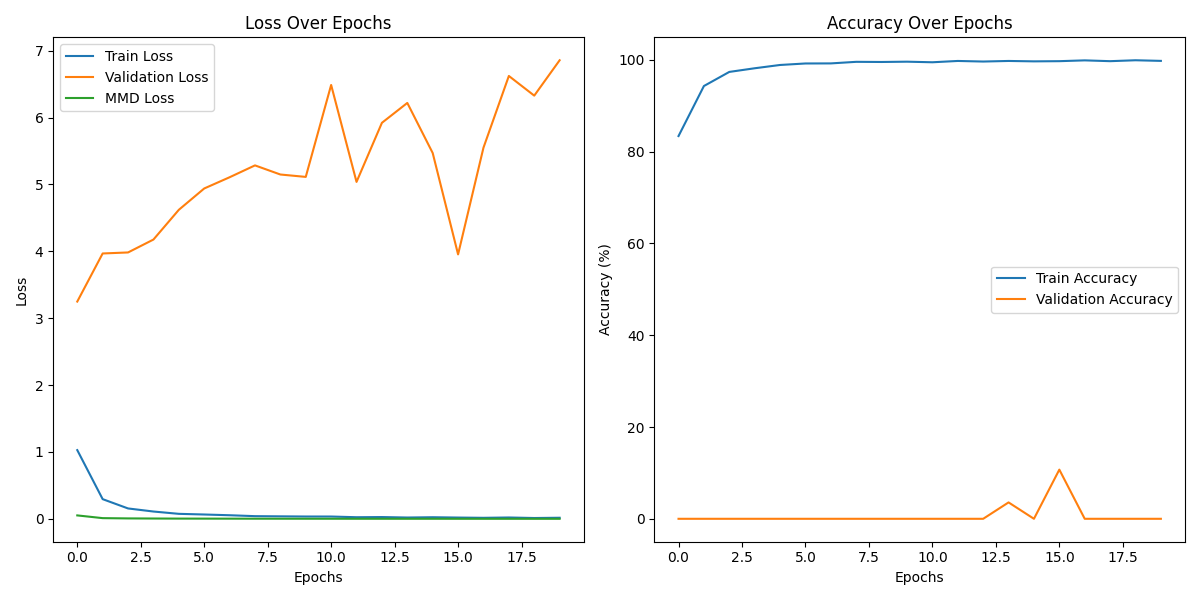 Loss Over Epochs
Train Loss
Validation Loss
MMD Loss
7
6
5
4
3
2
1
0
Loss
0.0 2.5 5.0 7.5 10.0 12.5 15.0 17.5
Epochs
Accuracy Over Epochs
100
80
60
40
20
0
Accuracy (%)
Train Accuracy
Validation Accuracy
0.0 2.5 5.0 7.5 10.0 12.5 15.0 17.5
Epochs